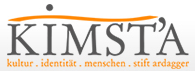 KIMST'A
kultur . identität . menschen . stift ardagger